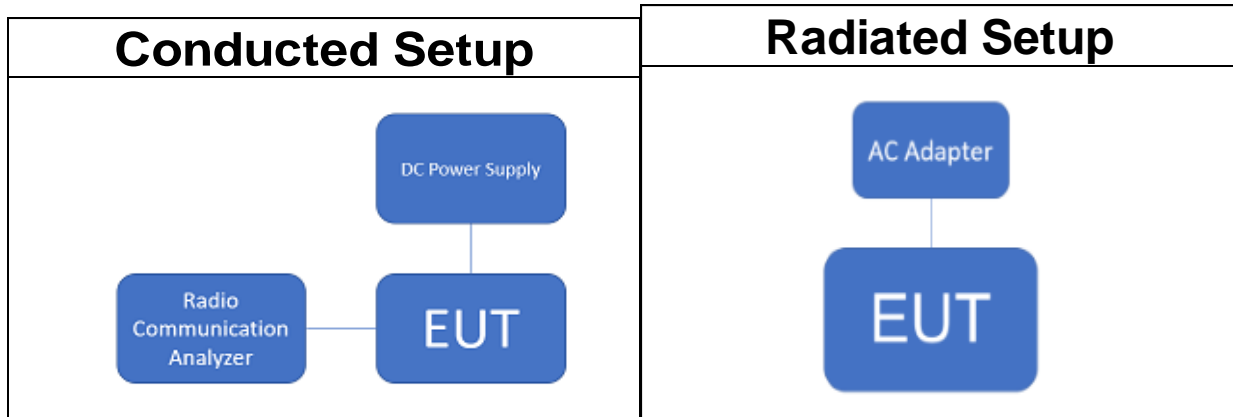 Conducted Setup
DC Power Supply
Radio
Communication
Analyzer
EUT
Radiated Setup
AC Adapter
EUT